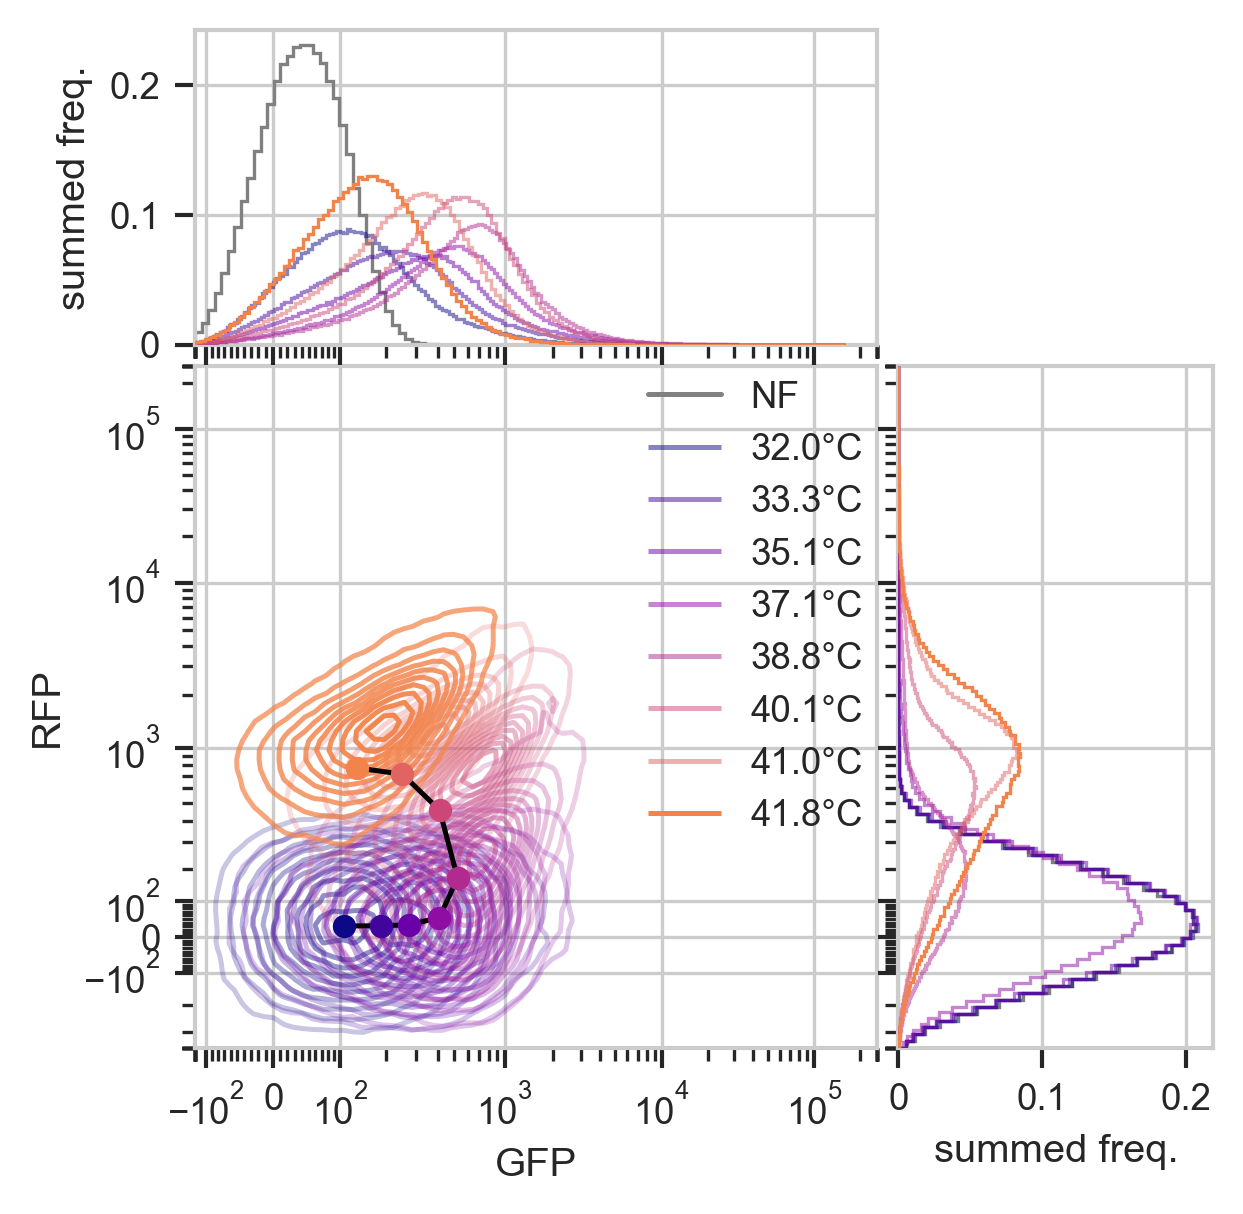 summed freq.
0.2
0.1
0
NF
32.0°C
33.3°C
35.1°C
37.1°C
38.8°C
40.1°C
41.0°C
41.8°C
RFP
10^5
10^4
10^3
10^2
0
−10^2
−10^2 0 10^2 10^3 10^4 10^5
GFP
0 0.1 0.2
summed freq.